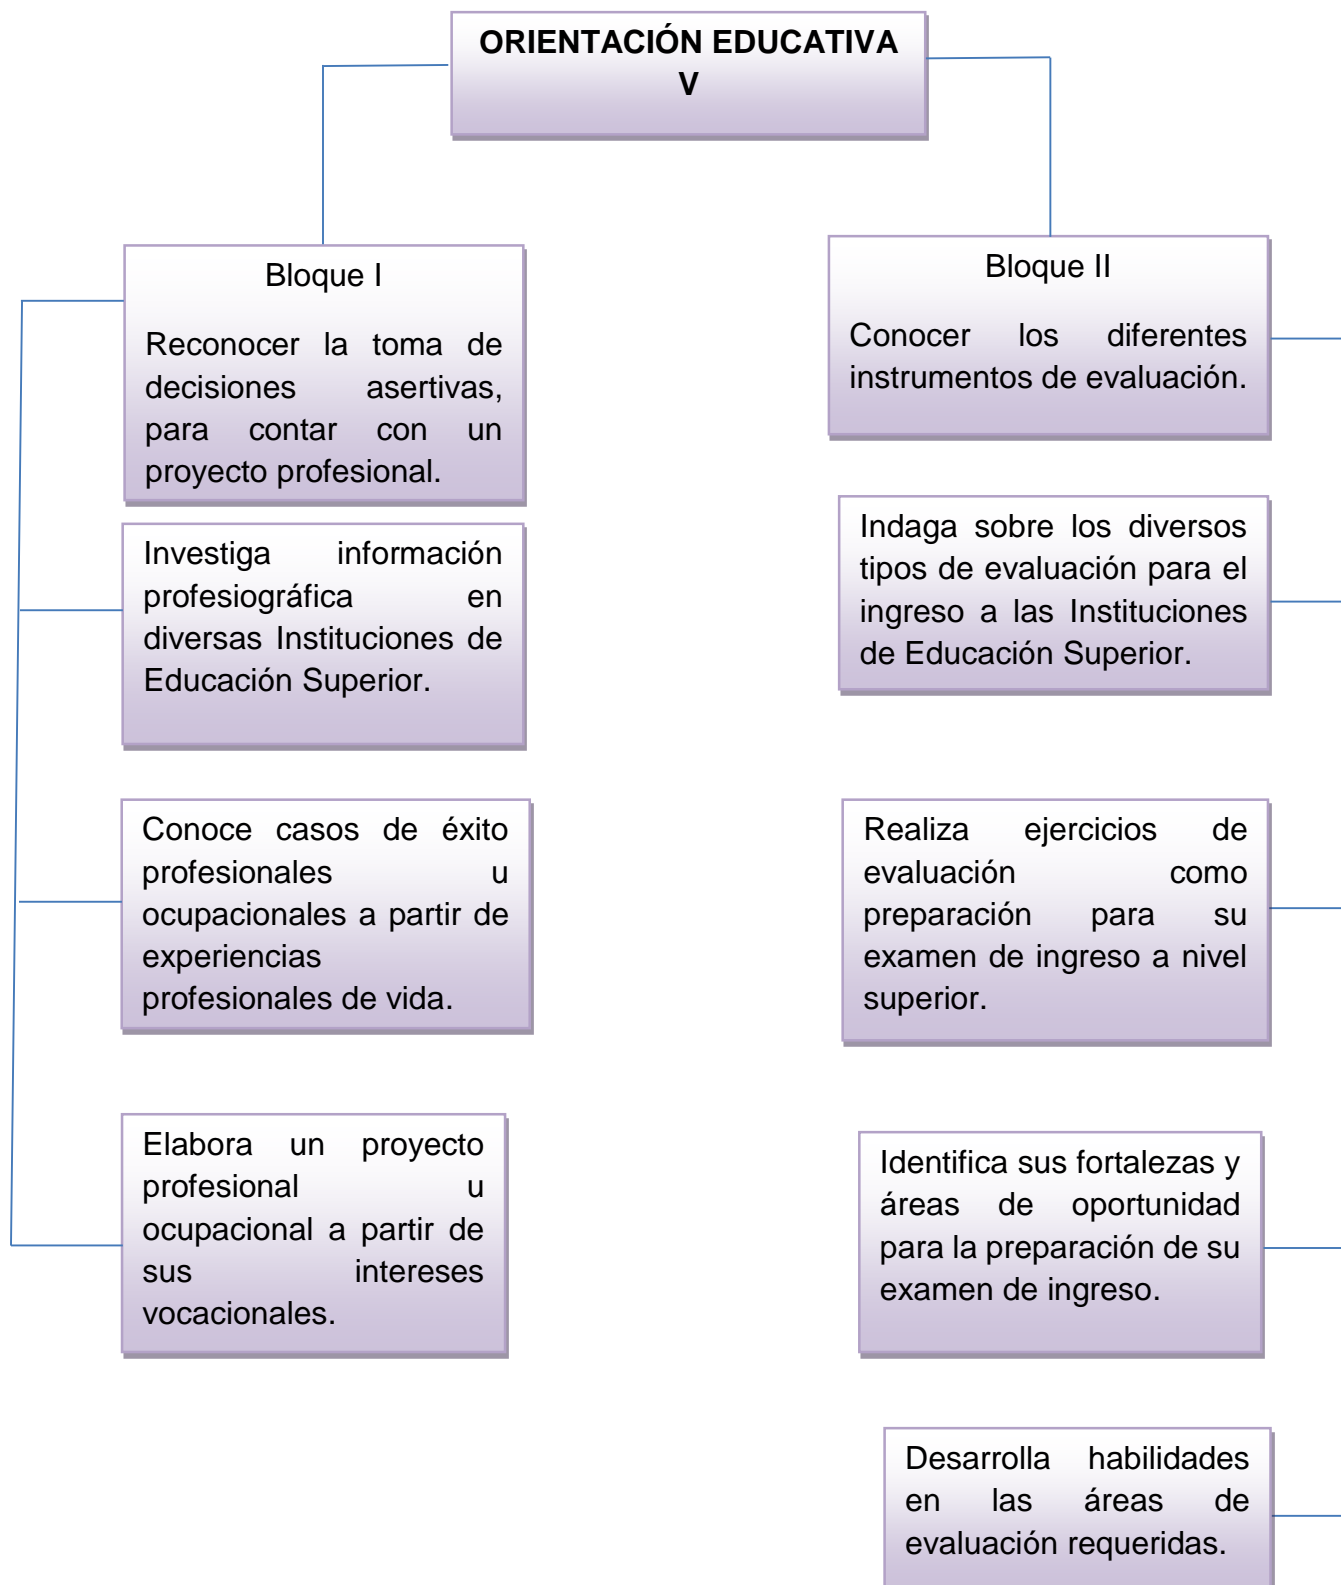 ORIENTACIÓN EDUCATIVA
V
Bloque I
Reconocer la toma de
decisiones asertivas,
para contar con un
proyecto profesional.
Investiga información
profesiográfica en
diversas Instituciones de
Educación Superior.
Conoce casos de éxito
profesionales u
ocupacionales a partir de
experiencias
profesionales de vida.
Elabora un proyecto
profesional u
ocupacional a partir de
sus intereses
vocacionales.
Bloque II
Conocer los diferentes
instrumentos de evaluación.
Indaga sobre los diversos
tipos de evaluación para el
ingreso a las Instituciones
de Educación Superior.
Realiza ejercicios de
evaluación como
preparación para su
examen de ingreso a nivel
superior.
Identifica sus fortalezas y
áreas de oportunidad
para la preparación de su
examen de ingreso.
Desarrolla habilidades
en las áreas de
evaluación requeridas.